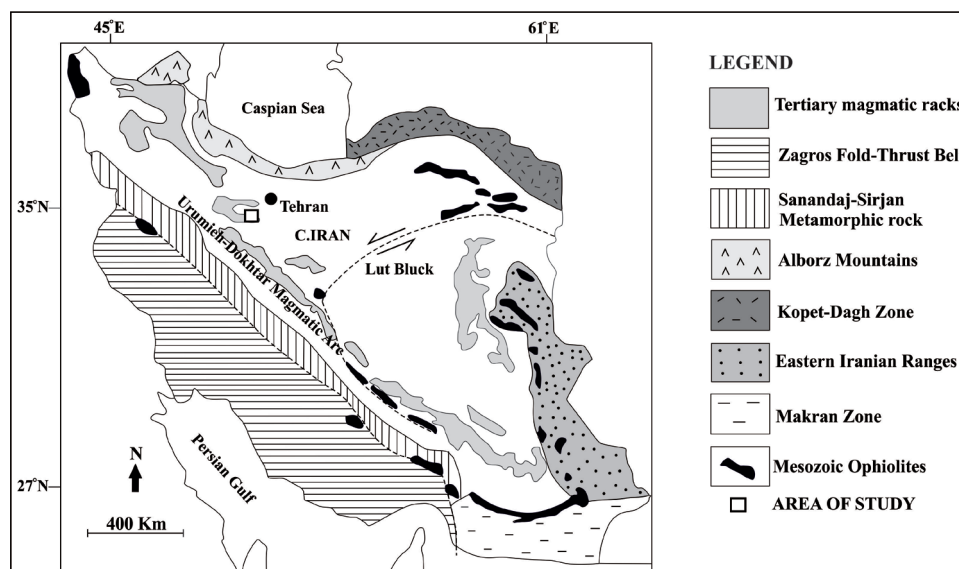 45°E
61°E
Caspian Sea
35°N
Tehran
C.IRAN
Lut Bluck
Urumieh-Dokhtar Magmatic Arc
Persian Gulf
N
27°N
400 Km
LEGEND
Tertiary magmatic racks
Zagros Fold-Thrust Bel
Sanandaj-Sirjan
Metamorphic rock
Alborz Mountains
Kopet-Dagh Zone
Eastern Iranian Ranges
Makran Zone
Mesozoic Ophiolites
AREA OF STUDY